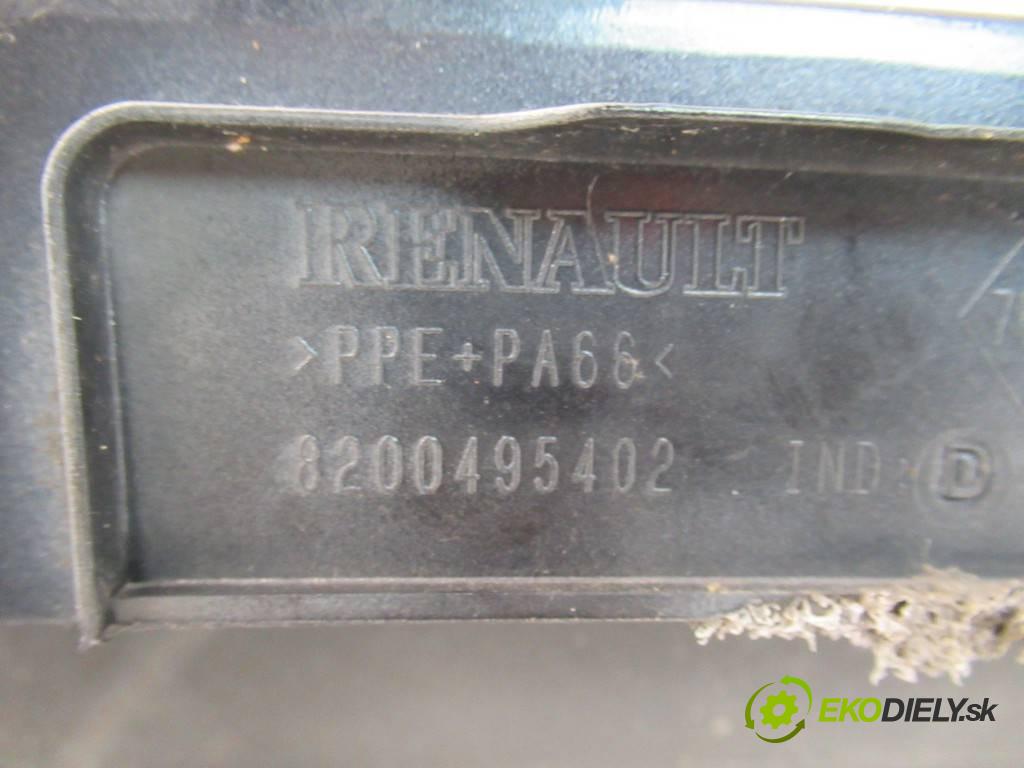 RENAULT
>PPE+PA66<
8200495402 IND: D
EKODIELY.sk